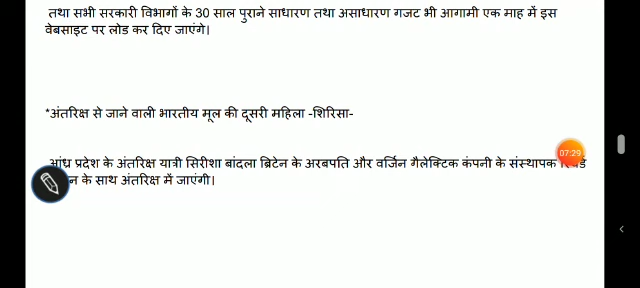 तथा सभी सरकारी विभागों के 30 साल पुराने साधारण तथा असाधारण गजट भी आगामी एक माह में इस
वेबसाइट पर लोड कर दिए जाएंगे।
*अंतरिक्ष से जाने वाली भारतीय मूल की दूसरी महिला -शिरिसा-
आंध्र प्रदेश के अंतरिक्ष यात्री सिरीशा बांदला ब्रिटेन के अरबपति और वर्जिन गैलेक्टिक कंपनी के संस्थापक
07:29
के साथ अंतरिक्ष में जाएंगी।